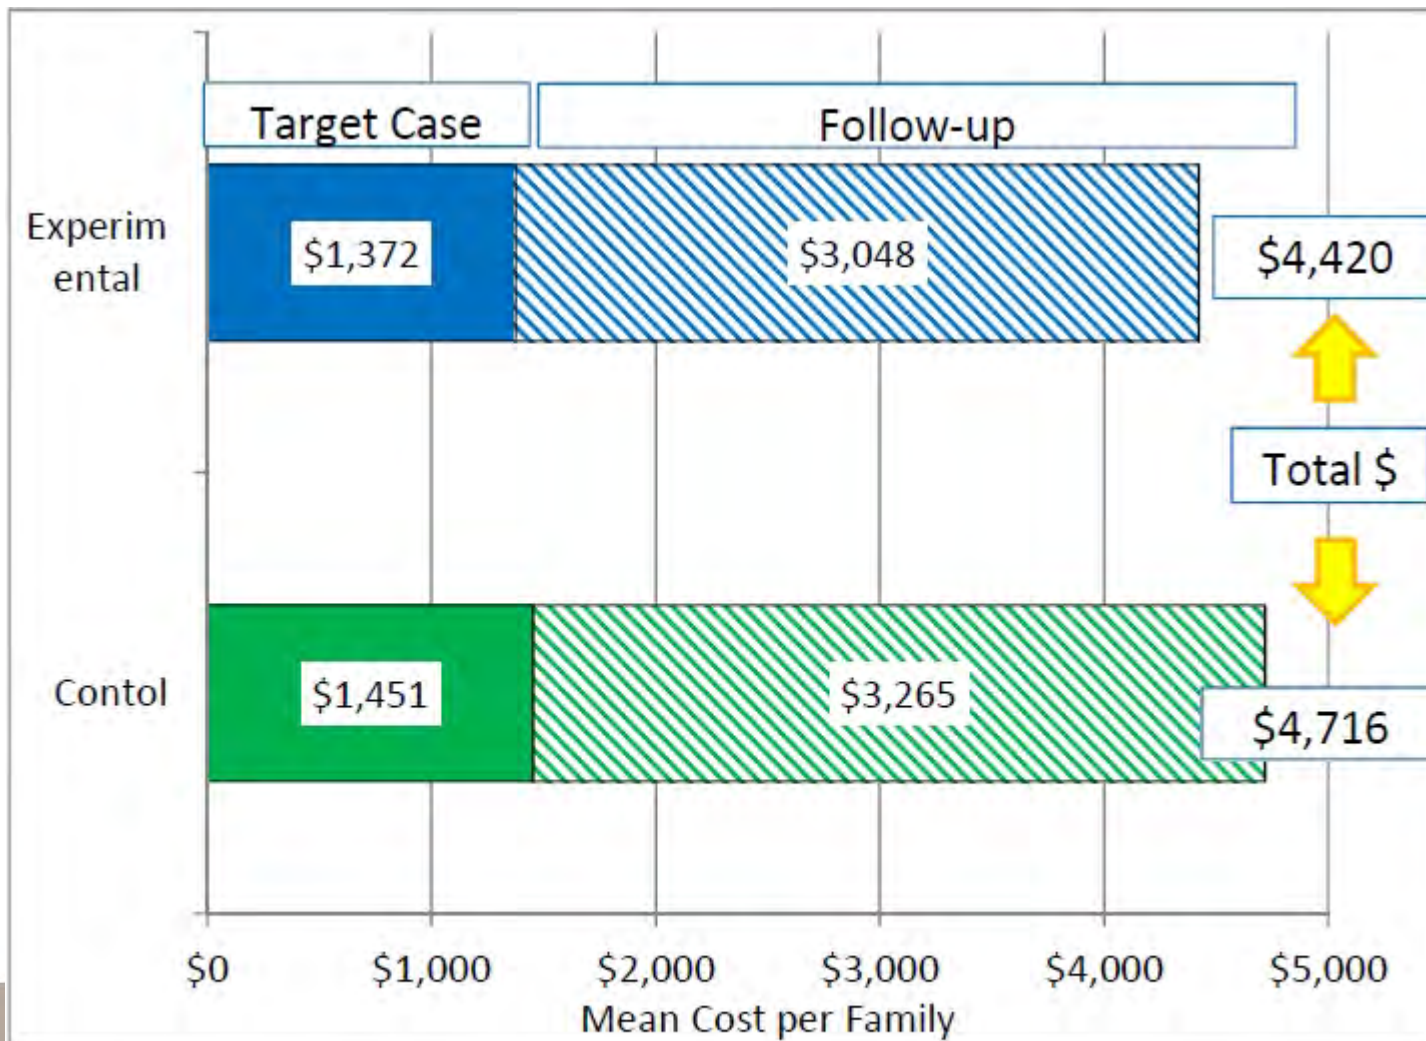 Target Case
Follow-up
Experim
ental
$1,372
$3,048
$4,420
Total $
Contol
$1,451
$3,265
$4,716
$0
$1,000
$2,000
$3,000
$4,000
$5,000
Mean Cost per Family